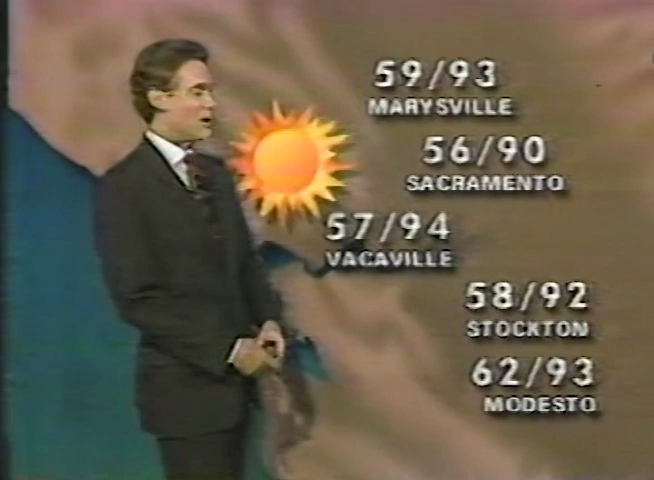 59/93
MARYSVILLE
56/90
SACRAMENTO
57/94
VACAVILLE
58/92
STOCKTON
62/93
MODESTO